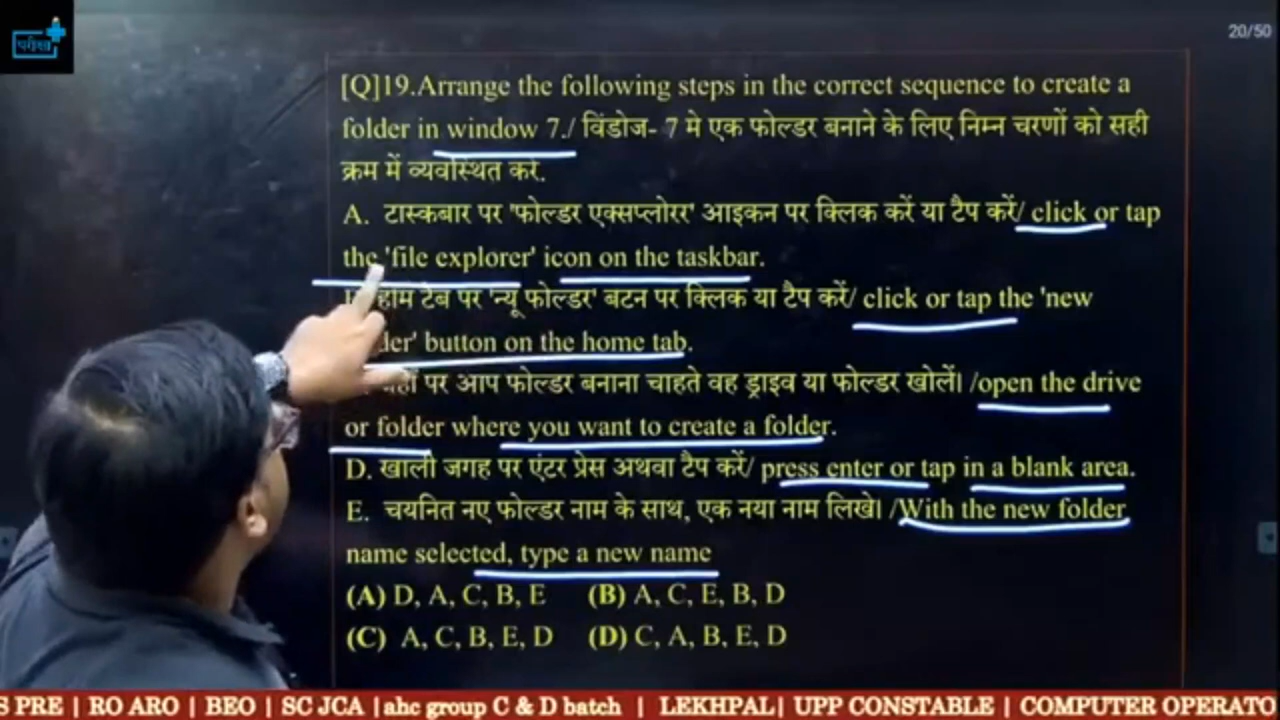 परीक्षा
20/50
[Q]19.Arrange the following steps in the correct sequence to create a
folder in window 7./ विंडोज- 7 मे एक फोल्डर बनाने के लिए निम्न चरणों को सही
क्रम में व्यवस्थित करे.
A. टास्कबार पर 'फोल्डर एक्सप्लोरर' आइकन पर क्लिक करें या टैप करें/ click or tap
the 'file explorer' icon on the taskbar.
होम टैब पर 'न्यू फोल्डर' बटन पर क्लिक या टैप करें/ click or tap the 'new
button on the home tab.
पर आप फोल्डर बनाना चाहते वह ड्राइव या फोल्डर खोलें। /open the drive
or folder where you want to create a folder.
D. खाली जगह पर एंटर प्रेस अथवा टैप करें/ press enter or tap in a blank area.
E. चयनित नए फोल्डर नाम के साथ, एक नया नाम लिखे। /With the new folder
name selected, type a new name
(A) D, A, C, B, E (B) A, C, E, B, D
(C) A, C, B, E, D (D) C, A, B, E, D
S PRE | RO ARO | BEO | SC JCA |ahc group C & D batch | LEKHPAL| UPP CONSTABLE | COMPUTER OPERATO